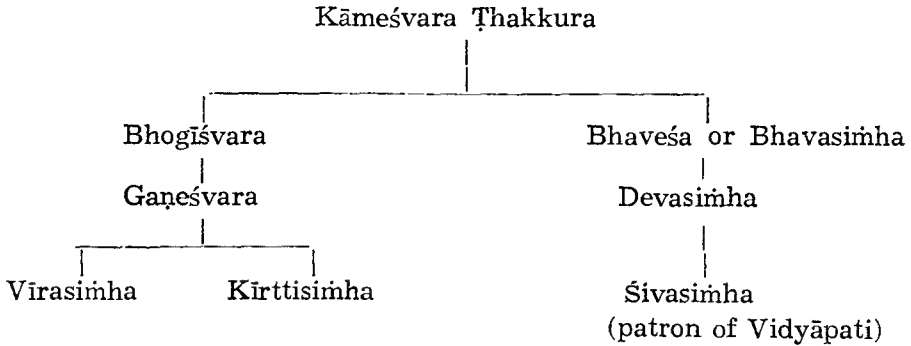 Kāmeśvara Ṭhakkura
Bhogīśvara Bhaveśa or Bhavasiṁha
Gaṇeśvara Devasiṁha
Vīrasiṁha Kīrttisiṁha Śivasiṁha
(patron of Vidyāpati)